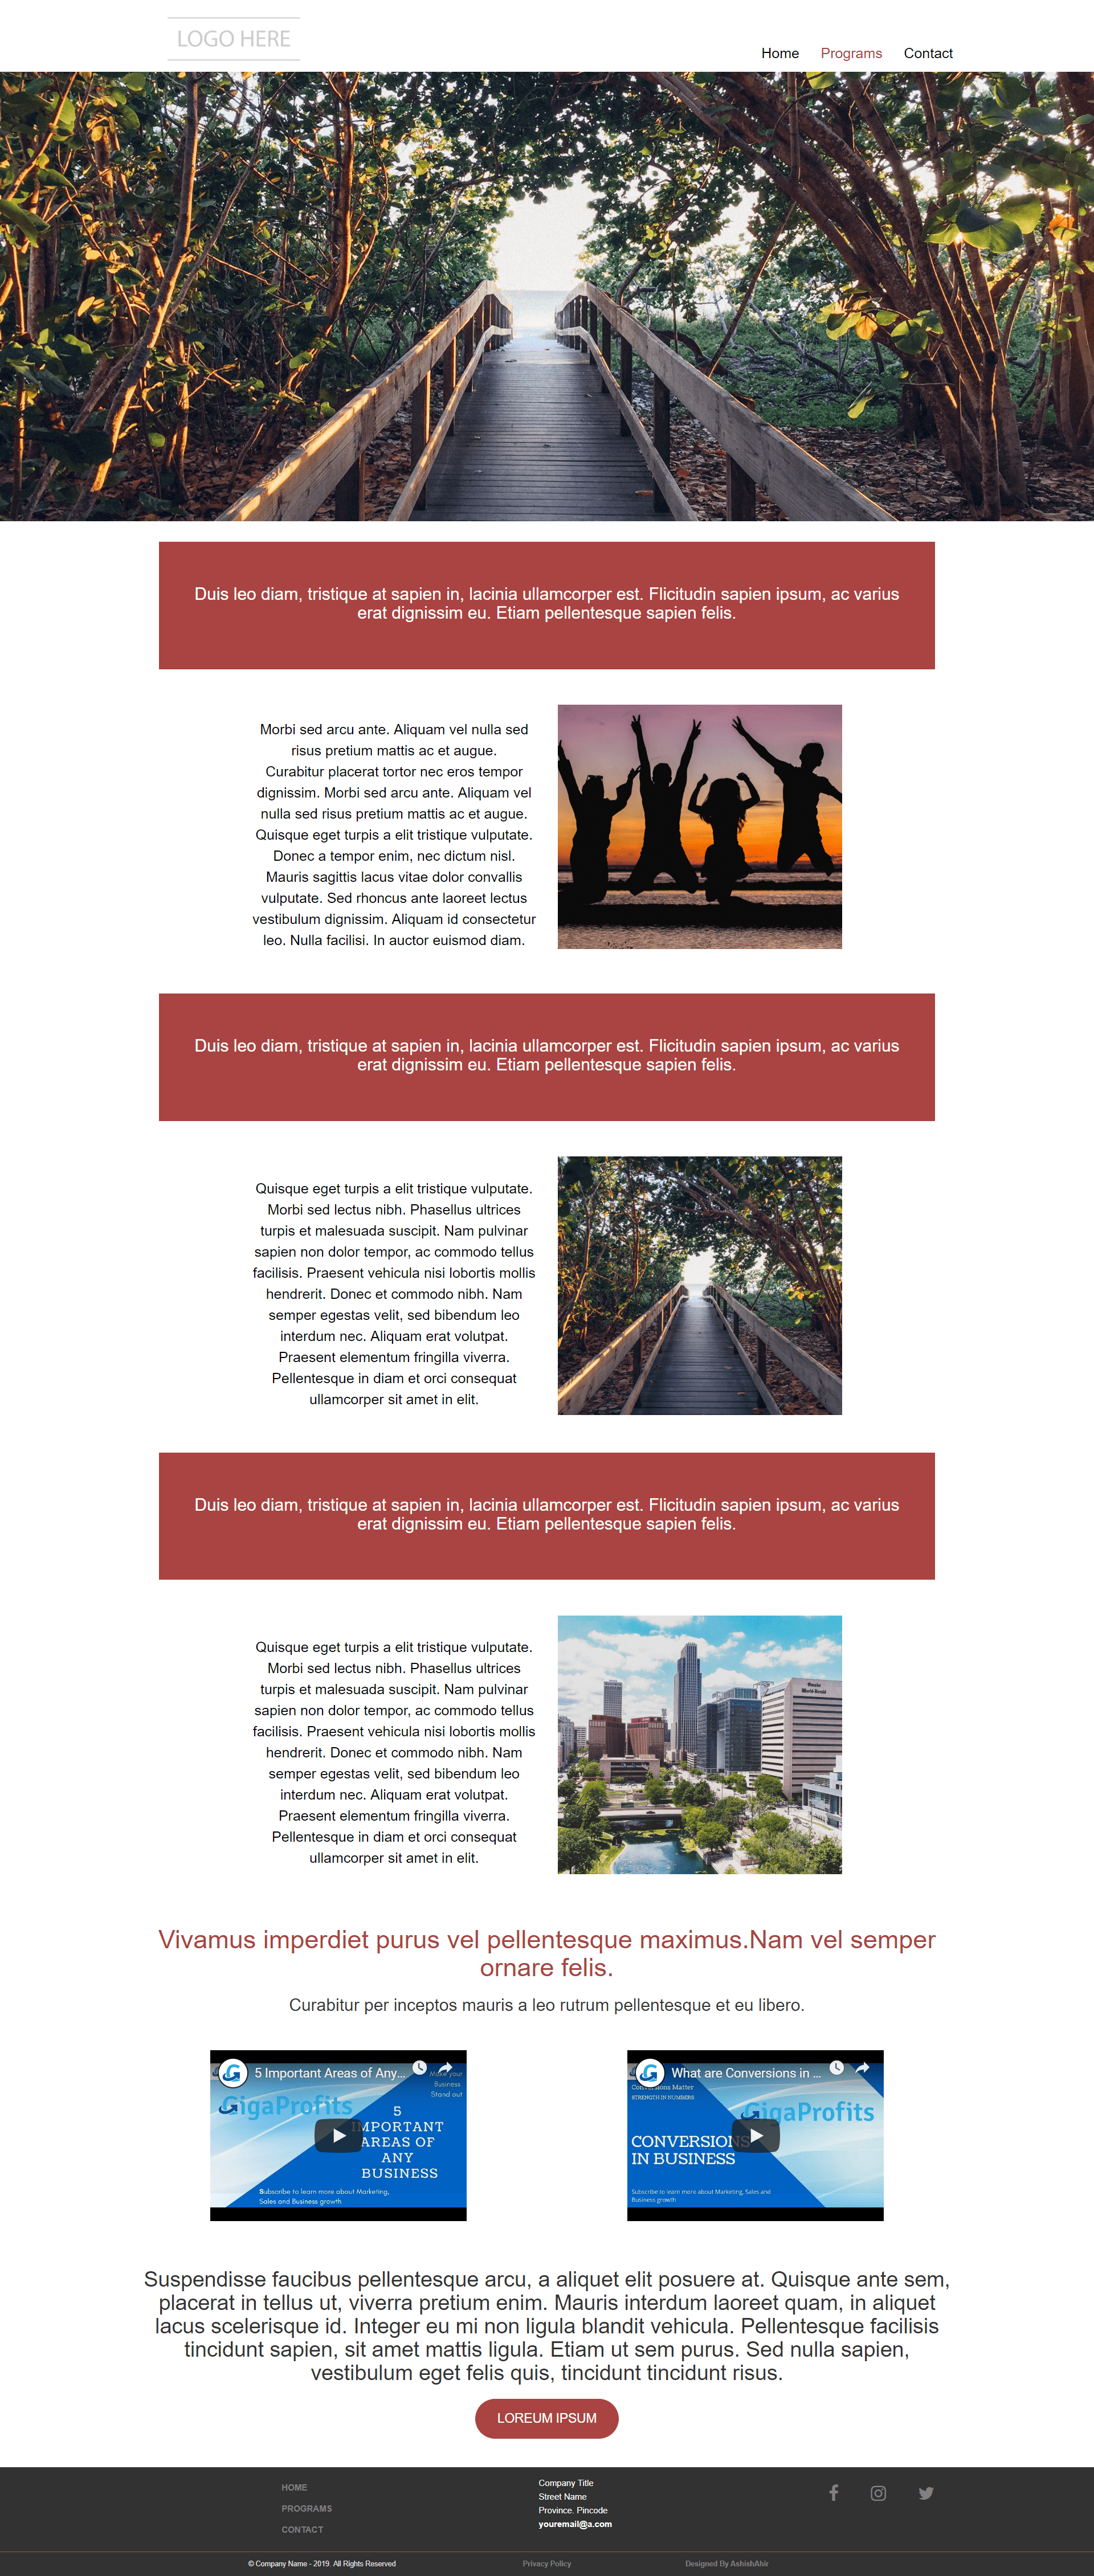 LOGO HERE
Home Programs Contact
Duis leo diam, tristique at sapien in, lacinia ullamcorper est. Flicitudin sapien ipsum, ac varius
erat dignissim eu. Etiam pellentesque sapien felis.
Morbi sed arcu ante. Aliquam vel nulla sed
risus pretium mattis ac et augue.
Curabitur placerat tortor nec eros tempor
dignissim. Morbi sed arcu ante. Aliquam vel
nulla sed risus pretium mattis ac et augue.
Quisque eget turpis a elit tristique vulputate.
Donec a tempor enim, nec dictum nisl.
Mauris sagittis lacus vitae dolor convallis
vulputate. Sed rhoncus ante laoreet lectus
vestibulum dignissim. Aliquam id consectetur
leo. Nulla facilisi. In auctor euismod diam.
Duis leo diam, tristique at sapien in, lacinia ullamcorper est. Flicitudin sapien ipsum, ac varius
erat dignissim eu. Etiam pellentesque sapien felis.
Quisque eget turpis a elit tristique vulputate.
Morbi sed lectus nibh. Phasellus ultrices
turpis et malesuada suscipit. Nam pulvinar
sapien non dolor tempor, ac commodo tellus
facilisis. Praesent vehicula nisi lobortis mollis
hendrerit. Donec et commodo nibh. Nam
semper egestas velit, sed bibendum leo
interdum nec. Aliquam erat volutpat.
Praesent elementum fringilla viverra.
Pellentesque in diam et orci consequat
ullamcorper sit amet in elit.
Duis leo diam, tristique at sapien in, lacinia ullamcorper est. Flicitudin sapien ipsum, ac varius
erat dignissim eu. Etiam pellentesque sapien felis.
Quisque eget turpis a elit tristique vulputate.
Morbi sed lectus nibh. Phasellus ultrices
turpis et malesuada suscipit. Nam pulvinar
sapien non dolor tempor, ac commodo tellus
facilisis. Praesent vehicula nisi lobortis mollis
hendrerit. Donec et commodo nibh. Nam
semper egestas velit, sed bibendum leo
interdum nec. Aliquam erat volutpat.
Praesent elementum fringilla viverra.
Pellentesque in diam et orci consequat
ullamcorper sit amet in elit.
Omaha
World-Herald
Vivamus imperdiet purus vel pellentesque maximus.Nam vel semper
ornare felis.
Curabitur per inceptos mauris a leo rutrum pellentesque et eu libero.
5 Important Areas of Any...
Make your
Business
Stand out
GigaProfits
5
IMPORTANT
AREAS OF
ANY
BUSINESS
Subscribe to learn more about Marketing,
Sales and Business growth
What are Conversions in ...
Conversions Matter
STRENGTH IN NUMBERS
GigaProfits
CONVERSIONS
IN BUSINESS
Subscribe to learn more about Marketing, Sales and
Business growth
Suspendisse faucibus pellentesque arcu, a aliquet elit posuere at. Quisque ante sem,
placerat in tellus ut, viverra pretium enim. Mauris interdum laoreet quam, in aliquet
lacus scelerisque id. Integer eu mi non ligula blandit vehicula. Pellentesque facilisis
tincidunt sapien, sit amet mattis ligula. Etiam ut sem purus. Sed nulla sapien,
vestibulum eget felis quis, tincidunt tincidunt risus.
LOREUM IPSUM
HOME
PROGRAMS
CONTACT
Company Title
Street Name
Province. Pincode
youremail@a.com
© Company Name - 2019. All Rights Reserved
Privacy Policy
Designed By AshishAhir